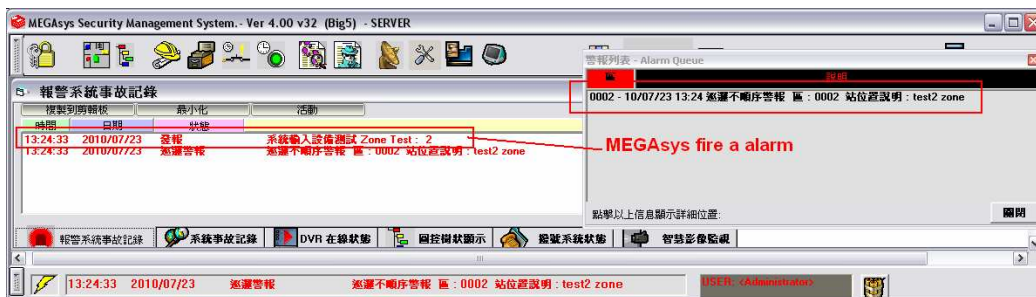 MEGAsys Security Management System.- Ver 4.00 v32 (Big5) - SERVER
警報列表 - Alarm Queue
區 說明
0002 - 10/07/23 13:24 巡邏不順序警報 區 : 0002 站位置說明 : test2 zone
報警系統事故記錄
複製到剪輯板 最小化 活動
時間 日期 狀態
13:24:33 2010/07/23 發報 系統輸入設備測試 Zone Test : 2
13:24:33 2010/07/23 巡邏警報 巡邏不順序警報 區 : 0002 站位置說明 : test2 zone
MEGAsys fire a alarm
點擊以上信息顯示詳細位置:
關閉
報警系統事故記錄 系統事故記錄 DVR 在線狀態 圖控樹狀顯示 系統狀態 智慧影像監視
13:24:33 2010/07/23 巡邏警報 巡邏不順序警報 區 : 0002 站位置說明 : test2 zone
USER: <Administrator>